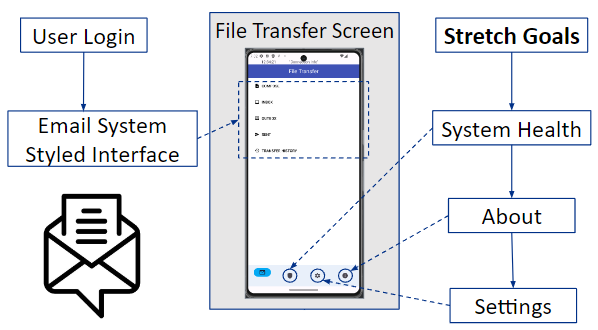 User Login
Email System
Styled Interface
File Transfer Screen
File Transfer
COMPOSE
INBOX
OUTBOX
SENT
TRANSFER HISTORY
Stretch Goals
System Health
About
Settings